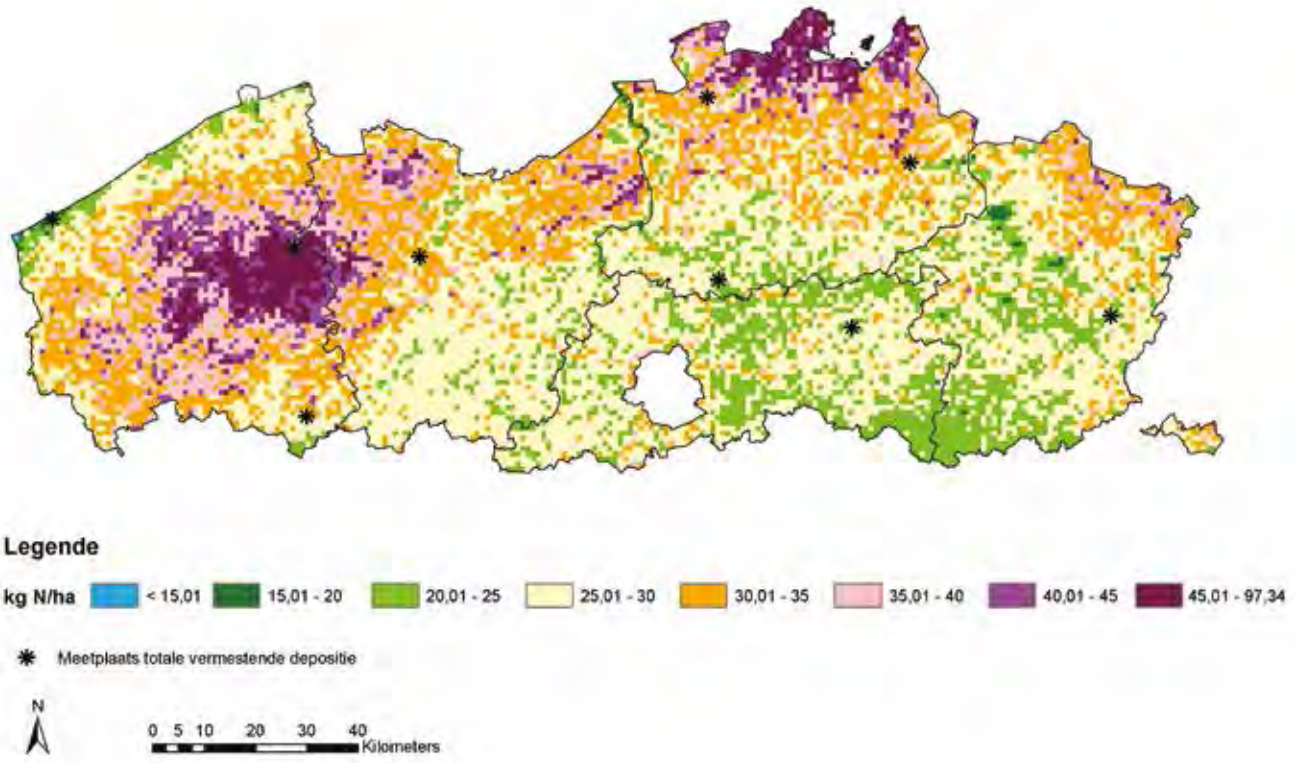 Legende
kg N/ha < 15,01 15,01 - 20 20,01 - 25 25,01 - 30 30,01 - 35 35,01 - 40 40,01 - 45 45,01 - 97,34
Meetplaats totale vermestende depositie
N
0 5 10 20 30 40
Kilometers